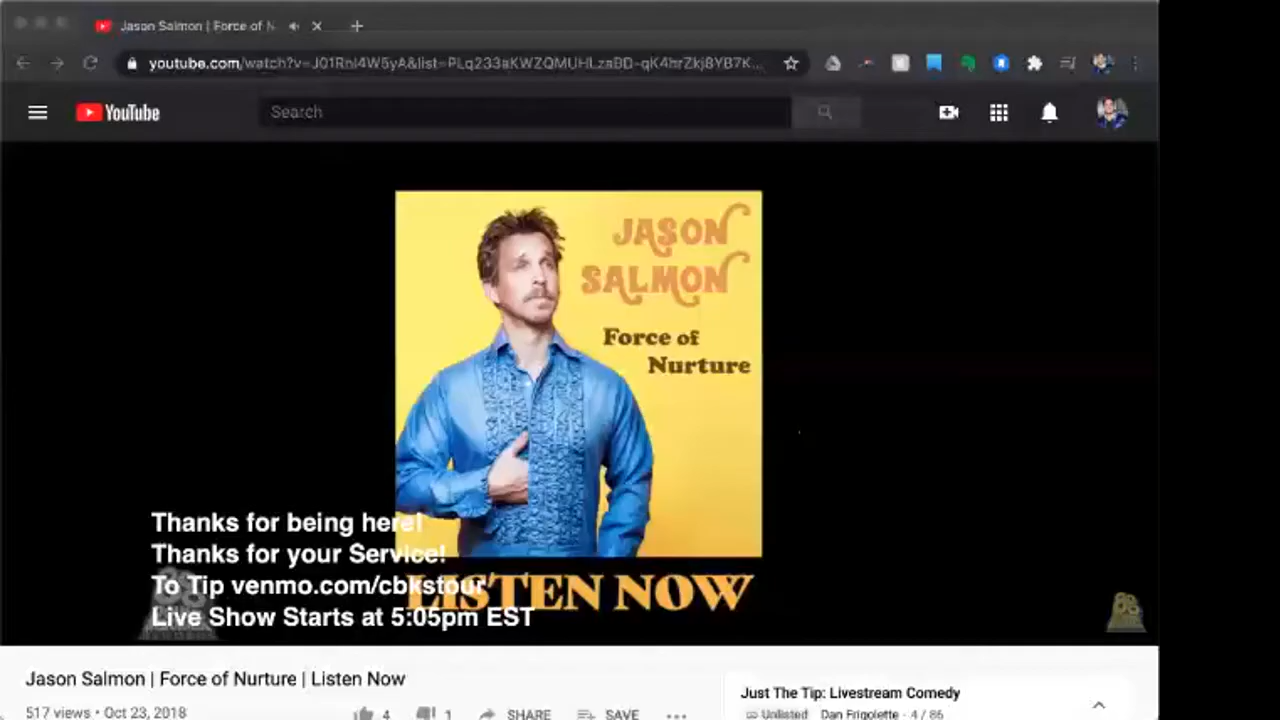 Jason Salmon | Force of N
youtube.com/watch?v=J01RnI4W5yA&list=PLq233aKWZQMUHLzaBD-qK4hrZkj8YB7K...
YouTube
Search
JASON
SALMON
Force of
Nurture
Thanks for being here!
Thanks for your Service!
To Tip venmo.com/cbkstour
LISTEN NOW
Live Show Starts at 5:05pm EST
Jason Salmon | Force of Nurture | Listen Now
517 views • Oct 23, 2018
4
1
SHARE
SAVE
Just The Tip: Livestream Comedy
Unlisted Dan Frigolette - 4 / 86